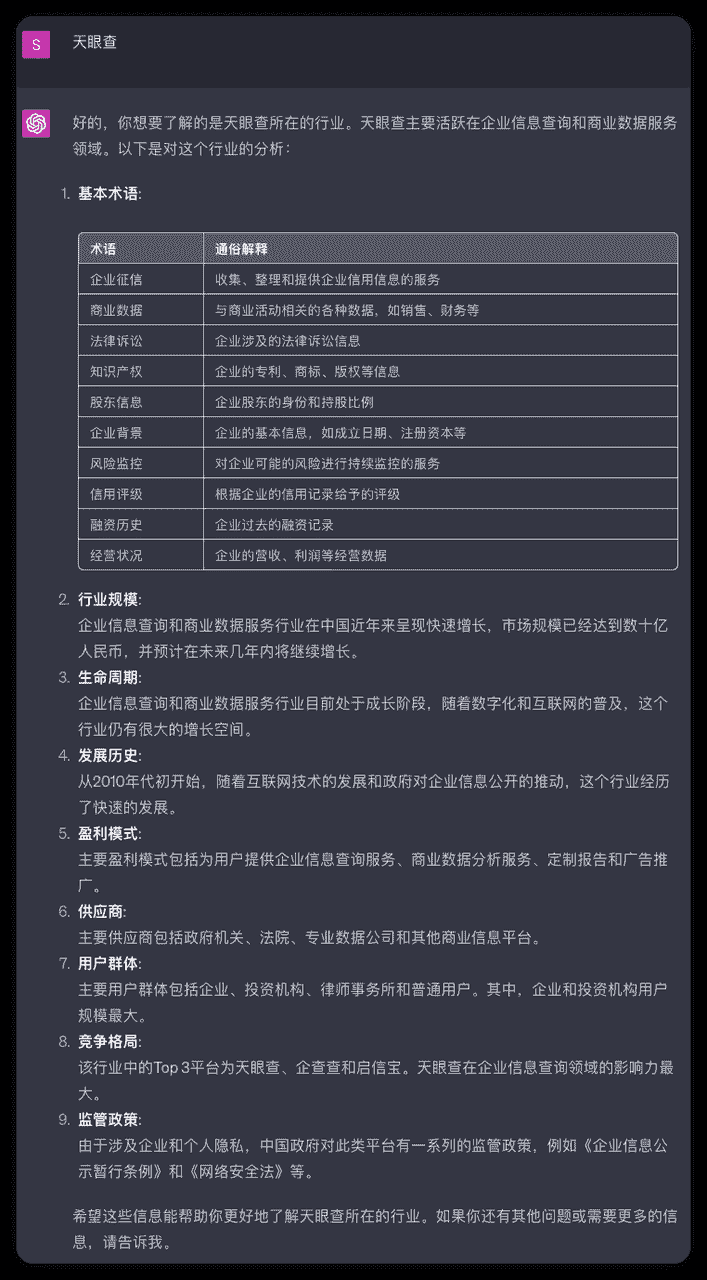 S
天眼查
好的，你想要了解的是天眼查所在的行业。天眼查主要活跃在企业信息查询和商业数据服务
领域。以下是对这个行业的分析：
1. 基本术语:
术语 通俗解释
企业征信 收集、整理和提供企业信用信息的服务
商业数据 与商业活动相关的各种数据，如销售、财务等
法律诉讼 企业涉及的法律诉讼信息
知识产权 企业的专利、商标、版权等信息
股东信息 企业股东的身份和持股比例
企业背景 企业的基本信息，如成立日期、注册资本等
风险监控 对企业可能的风险进行持续监控的服务
信用评级 根据企业的信用记录给予的评级
融资历史 企业过去的融资记录
经营状况 企业的营收、利润等经营数据
2. 行业规模:
企业信息查询和商业数据服务行业在中国近年来呈现快速增长，市场规模已经达到数十亿
人民币，并预计在未来几年内将继续增长。
3. 生命周期:
企业信息查询和商业数据服务行业目前处于成长阶段，随着数字化和互联网的普及，这个
行业仍有很大的增长空间。
4. 发展历史:
从2010年代初开始，随着互联网技术的发展和政府对企业信息公开的推动，这个行业经历
了快速的发展。
5. 盈利模式:
主要盈利模式包括为用户提供企业信息查询服务、商业数据分析服务、定制报告和广告推
广。
6. 供应商:
主要供应商包括政府机关、法院、专业数据公司和其他商业信息平台。
7. 用户群体:
主要用户群体包括企业、投资机构、律师事务所和普通用户。其中，企业和投资机构用户
规模最大。
8. 竞争格局:
该行业中的Top 3平台为天眼查、企查查和启信宝。天眼查在企业信息查询领域的影响力最
大。
9. 监管政策:
由于涉及企业和个人隐私，中国政府对此类平台有一系列的监管政策，例如《企业信息公
示暂行条例》和《网络安全法》等。
希望这些信息能帮助你更好地了解天眼查所在的行业。如果你还有其他问题或需要更多的信
息，请告诉我。